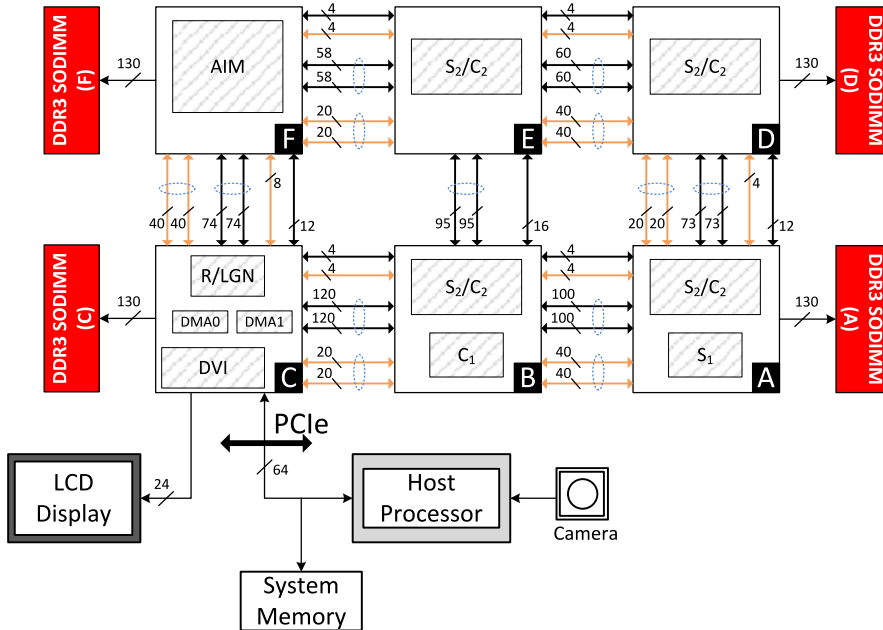 4
4
4
4
DDR3 SODIMM
(F)
130
AIM
58
58
S2/C2
60
60
S2/C2
130
DDR3 SODIMM
(D)
20
20
40
40
F
E
D
8
4
40
40
74
74
12
95
95
16
20
20
73
73
12
4
4
4
4
DDR3 SODIMM
(C)
130
R/LGN
S2/C2
S2/C2
130
DDR3 SODIMM
(A)
DMA0
DMA1
120
120
100
100
C1
S1
DVI
20
20
40
40
C
B
A
PCIe
64
24
LCD
Display
Host
Processor
Camera
System
Memory